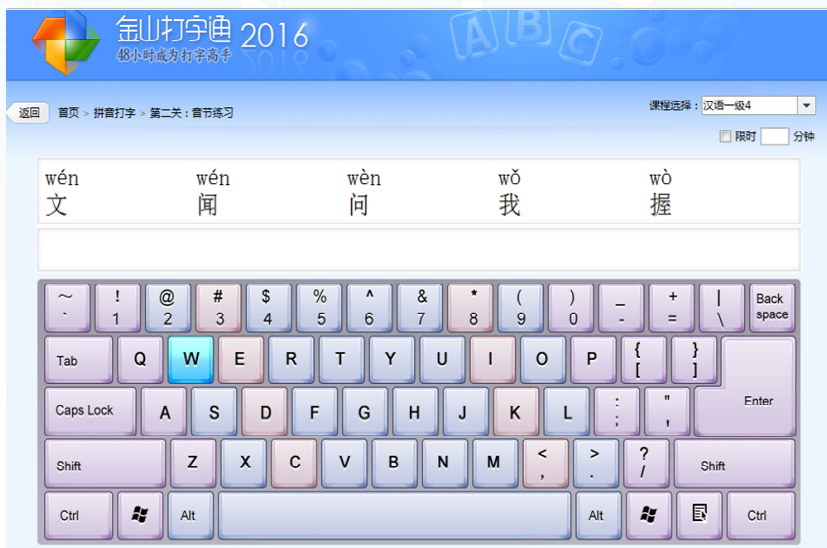 金山打字通 2016
48小时成为打字高手
A B C
返回 首页 > 拼音打字 > 第二关：音节练习 课程选择：汉语一级4
限时 分钟
wén wén wèn wǒ wò
文 闻 问 我 握
~ ! @ # $ % ^ & * ( ) _ + | Back
` 1 2 3 4 5 6 7 8 9 0 - = \ space
Tab Q W E R T Y U I O P { [ } ]
Caps Lock A S D F G H J K L : ; " ' Enter
Shift Z X C V B N M < , > . ? / Shift
Ctrl Alt Alt Ctrl